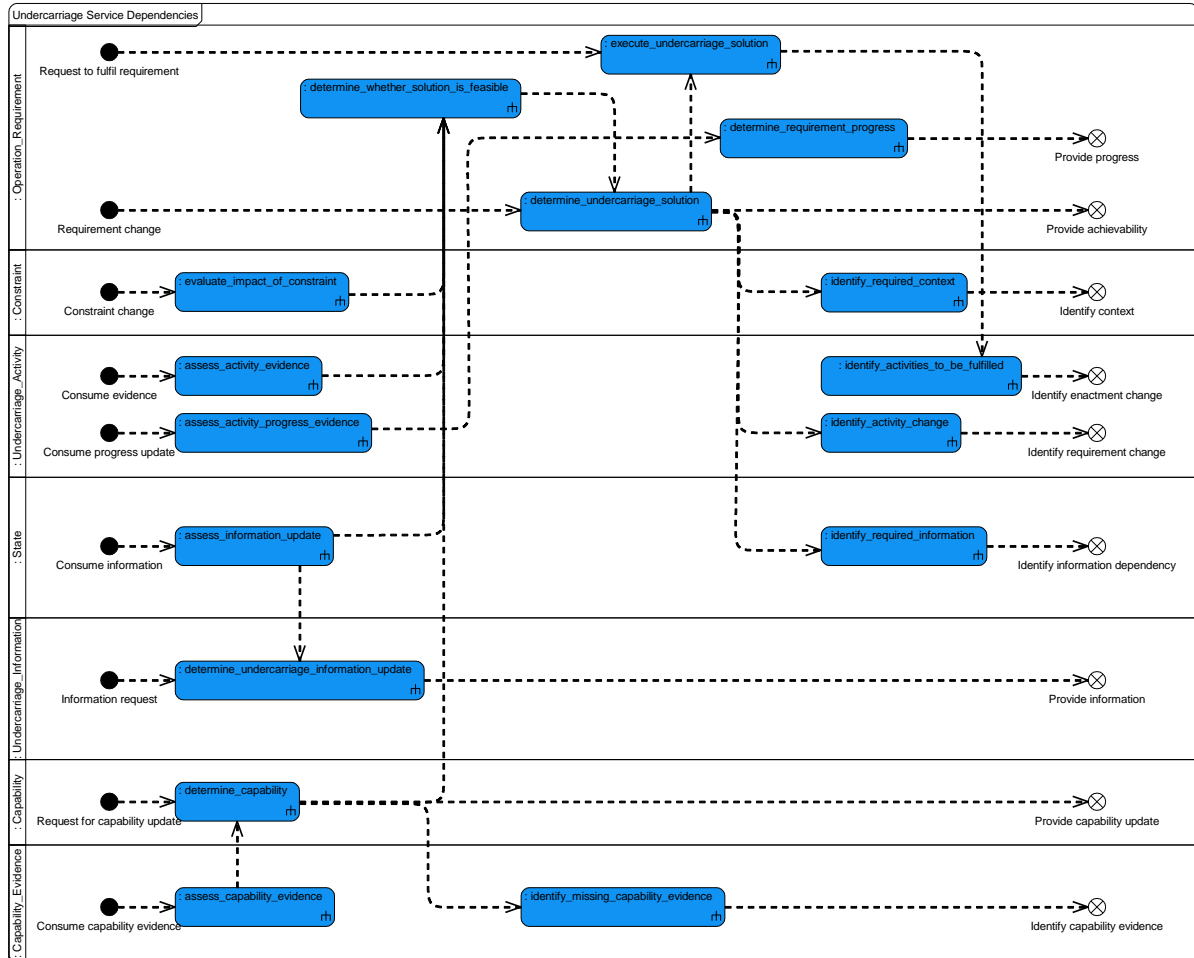 Undercarriage Service Dependencies
: Operation_Requirement
Request to fulfil requirement
: execute_undercarriage_solution
: determine_whether_solution_is_feasible
: determine_requirement_progress
Provide progress
Requirement change
: determine_undercarriage_solution
Provide achievability
: Constraint
Constraint change
: evaluate_impact_of_constraint
: identify_required_context
Identify context
: Undercarriage_Activity
Consume evidence
: assess_activity_evidence
: identify_activities_to_be_fulfilled
Identify enactment change
Consume progress update
: assess_activity_progress_evidence
: identify_activity_change
Identify requirement change
: State
Consume information
: assess_information_update
: identify_required_information
Identify information dependency
: Undercarriage_Information
Information request
: determine_undercarriage_information_update
Provide information
: Capability
Request for capability update
: determine_capability
Provide capability update
: Capability_Evidence
Consume capability evidence
: assess_capability_evidence
: identify_missing_capability_evidence
Identify capability evidence